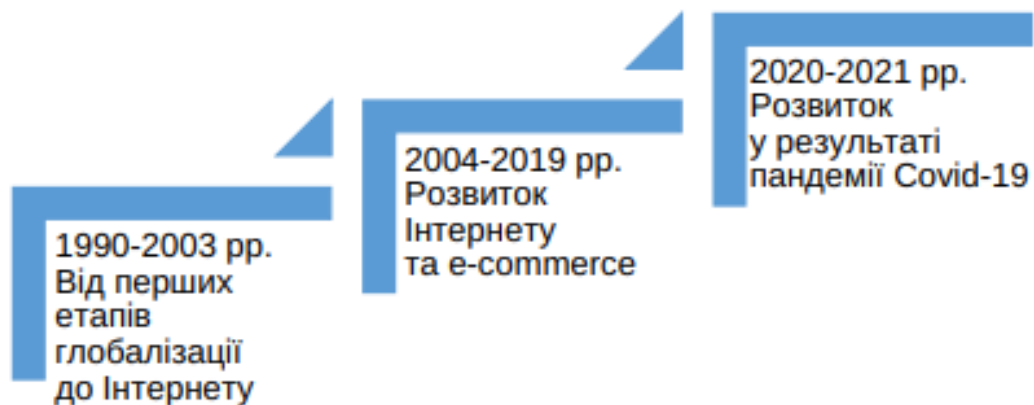 1990-2003 рр.
Від перших
етапів
глобалізації
до Інтернету
2004-2019 рр.
Розвиток
Інтернету
та e-commerce
2020-2021 рр.
Розвиток
у результаті
пандемії Covid-19